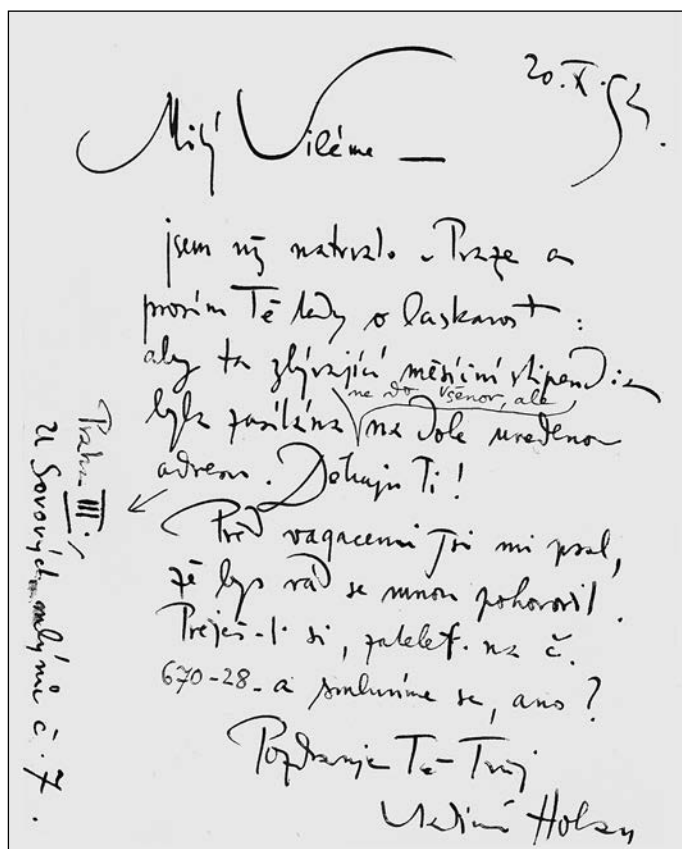 20. X. 52.
Milý Viléme —
jsem již natrvalo v Praze a
prosím Tě tedy o laskavost :
aby ta zbývající měsíční stipendia
ne do Všenor, ale
byla zasílána na dole uvedenou
adresu. Děkuju Ti !
Před vagacemi jsi mi psal,
že bys rád se mnou pohovořil.
Přeješ-li si, zatelef. na č.
670-28 - a smluvíme se, ano ?
Pozdravuje Tě Tvůj
Vladimír Holan
Praha III.,
U Sovových mlýnů č. 7.